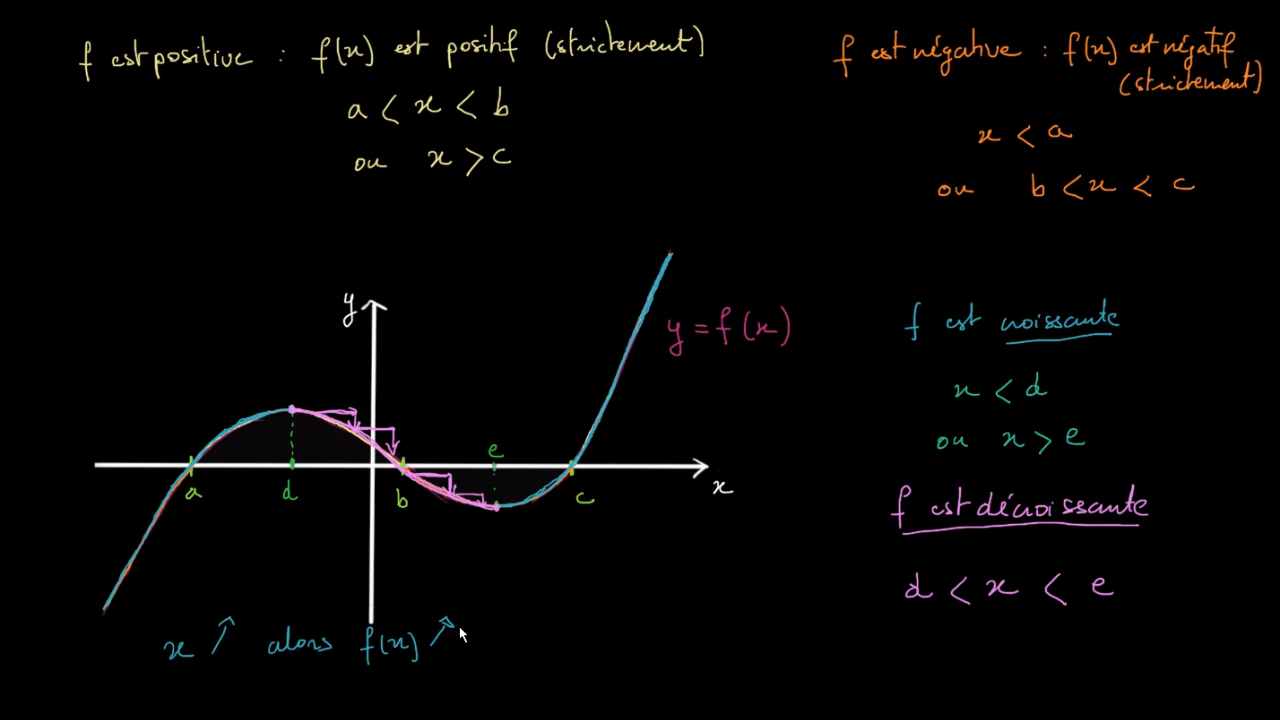 f est positive : f(x) est positif (strictement)
a < x < b
ou x > c
f est négative : f(x) est négatif
(strictement)
x < a
ou b < x < c
y
y = f(x)
e
a
d
b
c
x
x ↗ alors f(x) ↗
f est croissante
x < d
ou x > e
f est décroissante
d < x < e